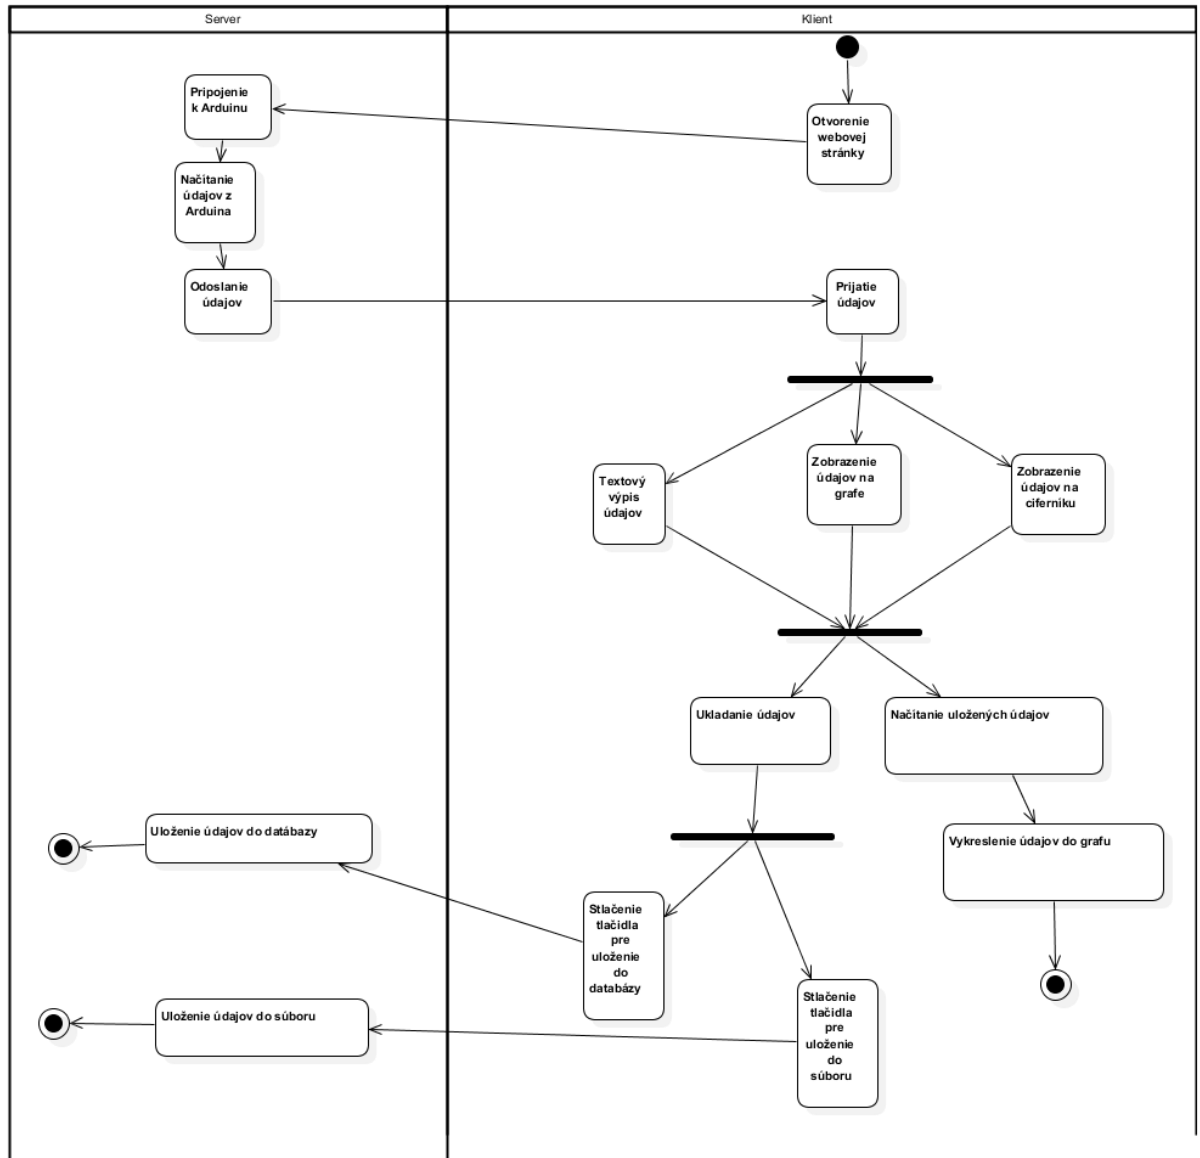 Server
Klient
Pripojenie
k Arduinu
Otvorenie
webovej
stránky
Načítanie
údajov z
Arduina
Odoslanie
údajov
Prijatie
údajov
Textový
výpis
údajov
Zobrazenie
údajov na
grafe
Zobrazenie
údajov na
ciferníku
Ukladanie údajov
Načítanie uložených údajov
Uloženie údajov do datábazy
Vykreslenie údajov do grafu
Stlačenie
tlačidla
pre
uloženie
do
databázy
Uloženie údajov do súboru
Stlačenie
tlačidla
pre
uloženie
do
súboru